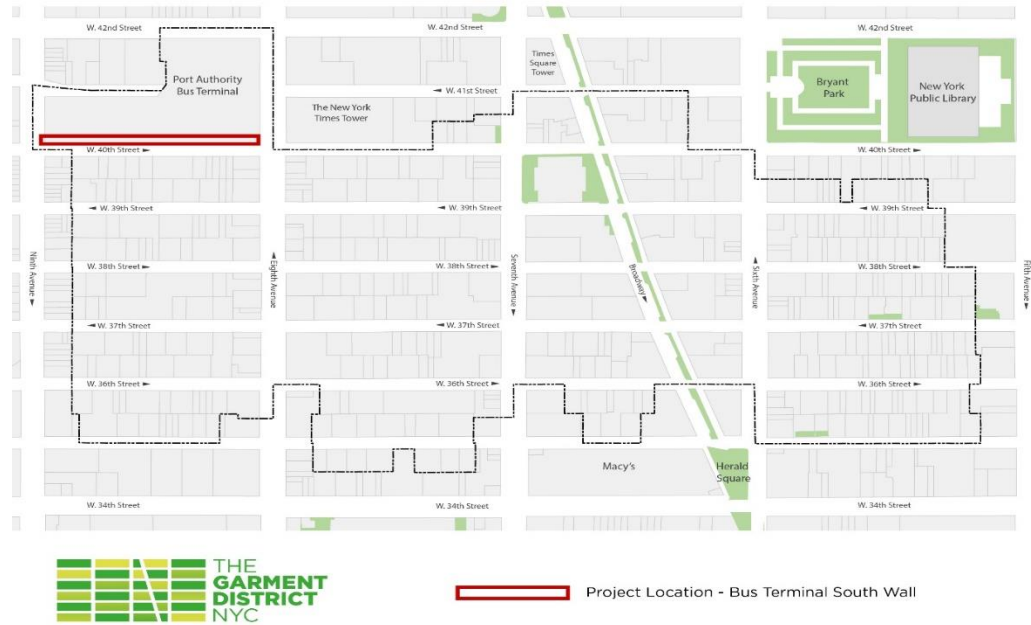 W. 42nd Street
W. 42nd Street
W. 42nd Street
Times
Square
Tower
Port Authority
Bus Terminal
Bryant
Park
New York
Public Library
◄ W. 41st Street
The New York
Times Tower
W. 40th Street ►
W. 40th Street ►
W. 40th Street ►
◄ W. 39th Street
◄ W. 39th Street
◄ W. 39th Street
Ninth Avenue ►
◄ Eighth Avenue
Seventh Avenue ►
Broadway ►
◄ Sixth Avenue
Fifth Avenue ►
W. 38th Street ►
W. 38th Street ►
W. 38th Street ►
◄ W. 37th Street
◄ W. 37th Street
◄ W. 37th Street
W. 36th Street ►
W. 36th Street ►
W. 36th Street ►
Macy's
Herald
Square
W. 34th Street
W. 34th Street
W. 34th Street
THE
GARMENT
DISTRICT
NYC
Project Location - Bus Terminal South Wall